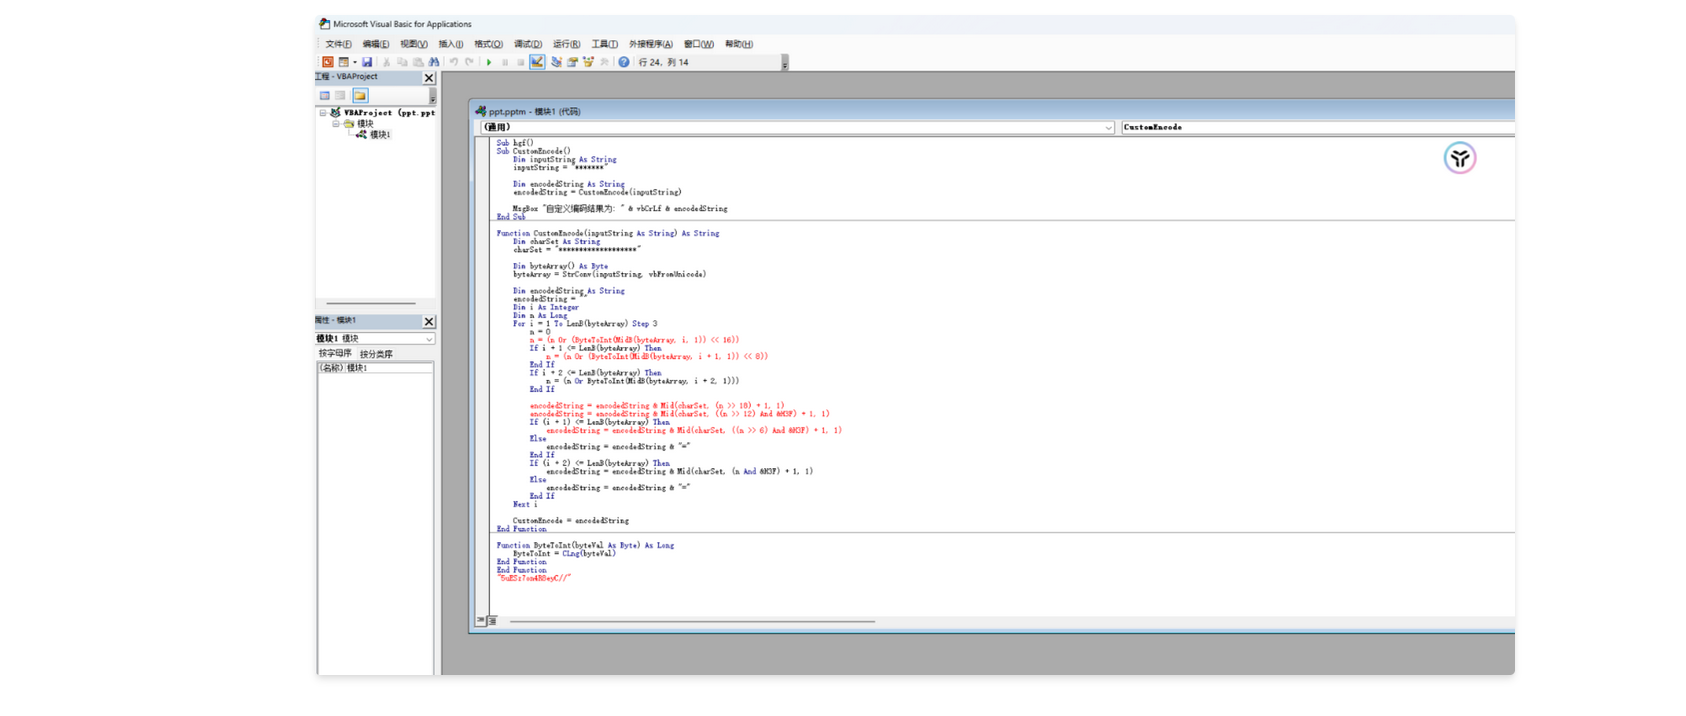 Microsoft Visual Basic for Applications
文件(F) 编辑(E) 视图(V) 插入(I) 格式(O) 调试(D) 运行(R) 工具(T) 外接程序(A) 窗口(W) 帮助(H)
行 24, 列 14
工程 - VBAProject
VBAProject (ppt.ppt
模块
模块1
属性 - 模块1
模块1 模块
按字母序 按分类序
(名称) 模块1
ppt.pptm - 模块1 (代码)
(通用) CustomEncode
Sub hgf()
Sub CustomEncode()
Dim inputString As String
inputString = "*******"
Dim encodedString As String
encodedString = CustomEncode(inputString)
MsgBox "自定义编码结果为: " & vbCrLf & encodedString
End Sub
Function CustomEncode(inputString As String) As String
Dim charSet As String
charSet = "*******************"
Dim byteArray() As Byte
byteArray = StrConv(inputString, vbFromUnicode)
Dim encodedString As String
encodedString = ""
Dim i As Integer
Dim n As Long
For i = 1 To LenB(byteArray) Step 3
n = 0
n = (n Or (ByteToInt(MidB(byteArray, i, 1)) << 16))
If i + 1 <= LenB(byteArray) Then
n = (n Or (ByteToInt(MidB(byteArray, i + 1, 1)) << 8))
End If
If i + 2 <= LenB(byteArray) Then
n = (n Or ByteToInt(MidB(byteArray, i + 2, 1)))
End If
encodedString = encodedString & Mid(charSet, (n >> 18) + 1, 1)
encodedString = encodedString & Mid(charSet, ((n >> 12) And &H3F) + 1, 1)
If (i + 1) <= LenB(byteArray) Then
encodedString = encodedString & Mid(charSet, ((n >> 6) And &H3F) + 1, 1)
Else
encodedString = encodedString & "="
End If
If (i + 2) <= LenB(byteArray) Then
encodedString = encodedString & Mid(charSet, (n And &H3F) + 1, 1)
Else
encodedString = encodedString & "="
End If
Next i
CustomEncode = encodedString
End Function
Function ByteToInt(byteVal As Byte) As Long
ByteToInt = CLng(byteVal)
End Function
End Function
"5uESz7on4R8eyC//"